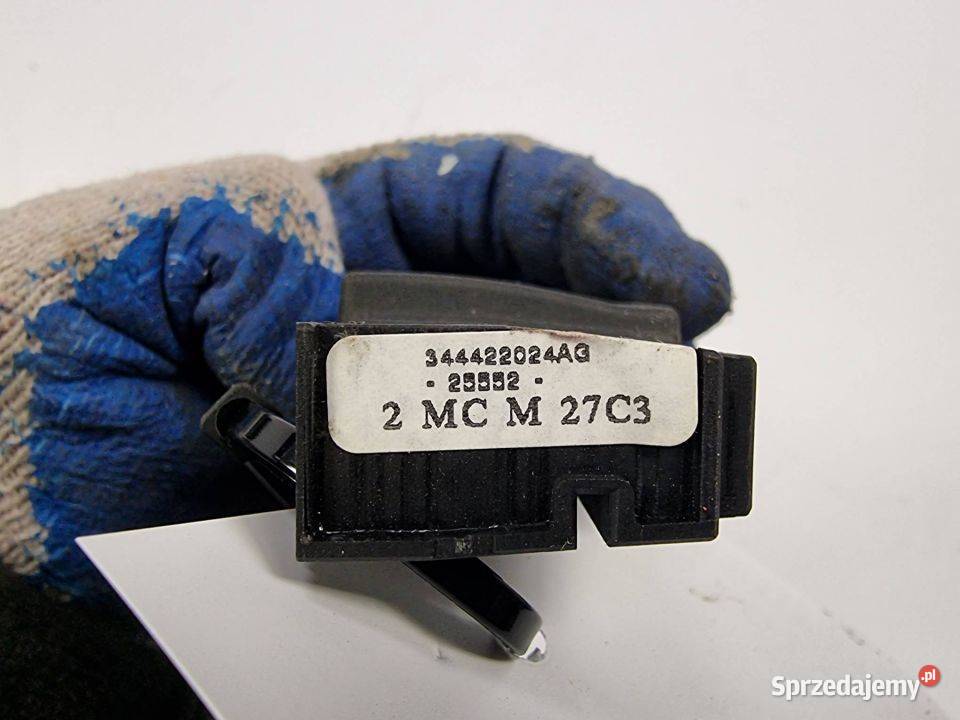 344422024AG
- 25552 -
2 MC M 27C3
Sprzedajemy.pl